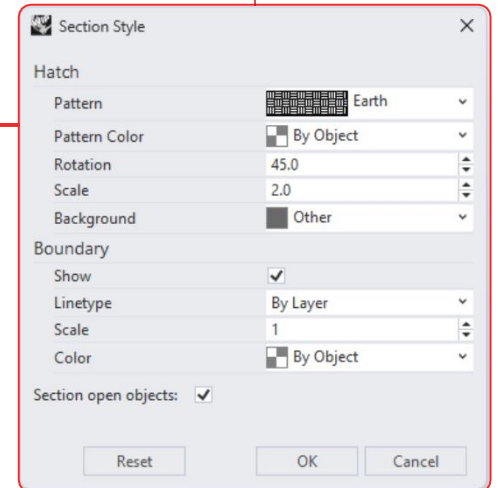 Section Style
Hatch
Pattern Earth
Pattern Color By Object
Rotation 45.0
Scale 2.0
Background Other
Boundary
Show
Linetype By Layer
Scale 1
Color By Object
Section open objects:
Reset OK Cancel